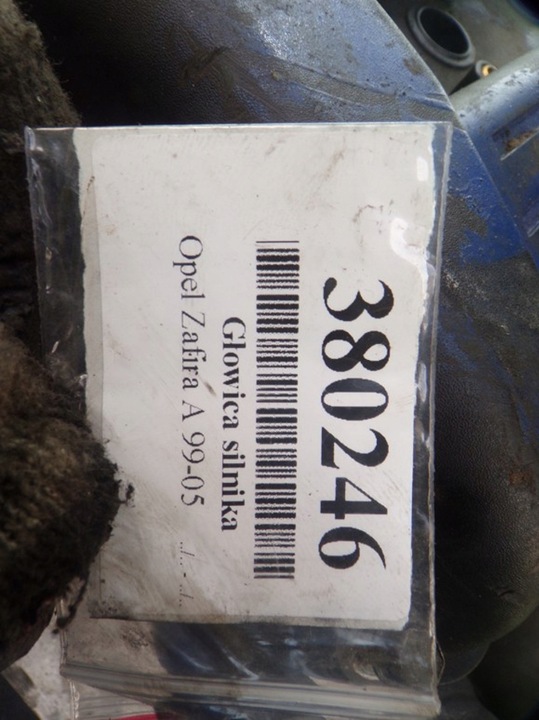 380246
Głowica silnika
Opel Zafira A 99-05
../.. - ../..